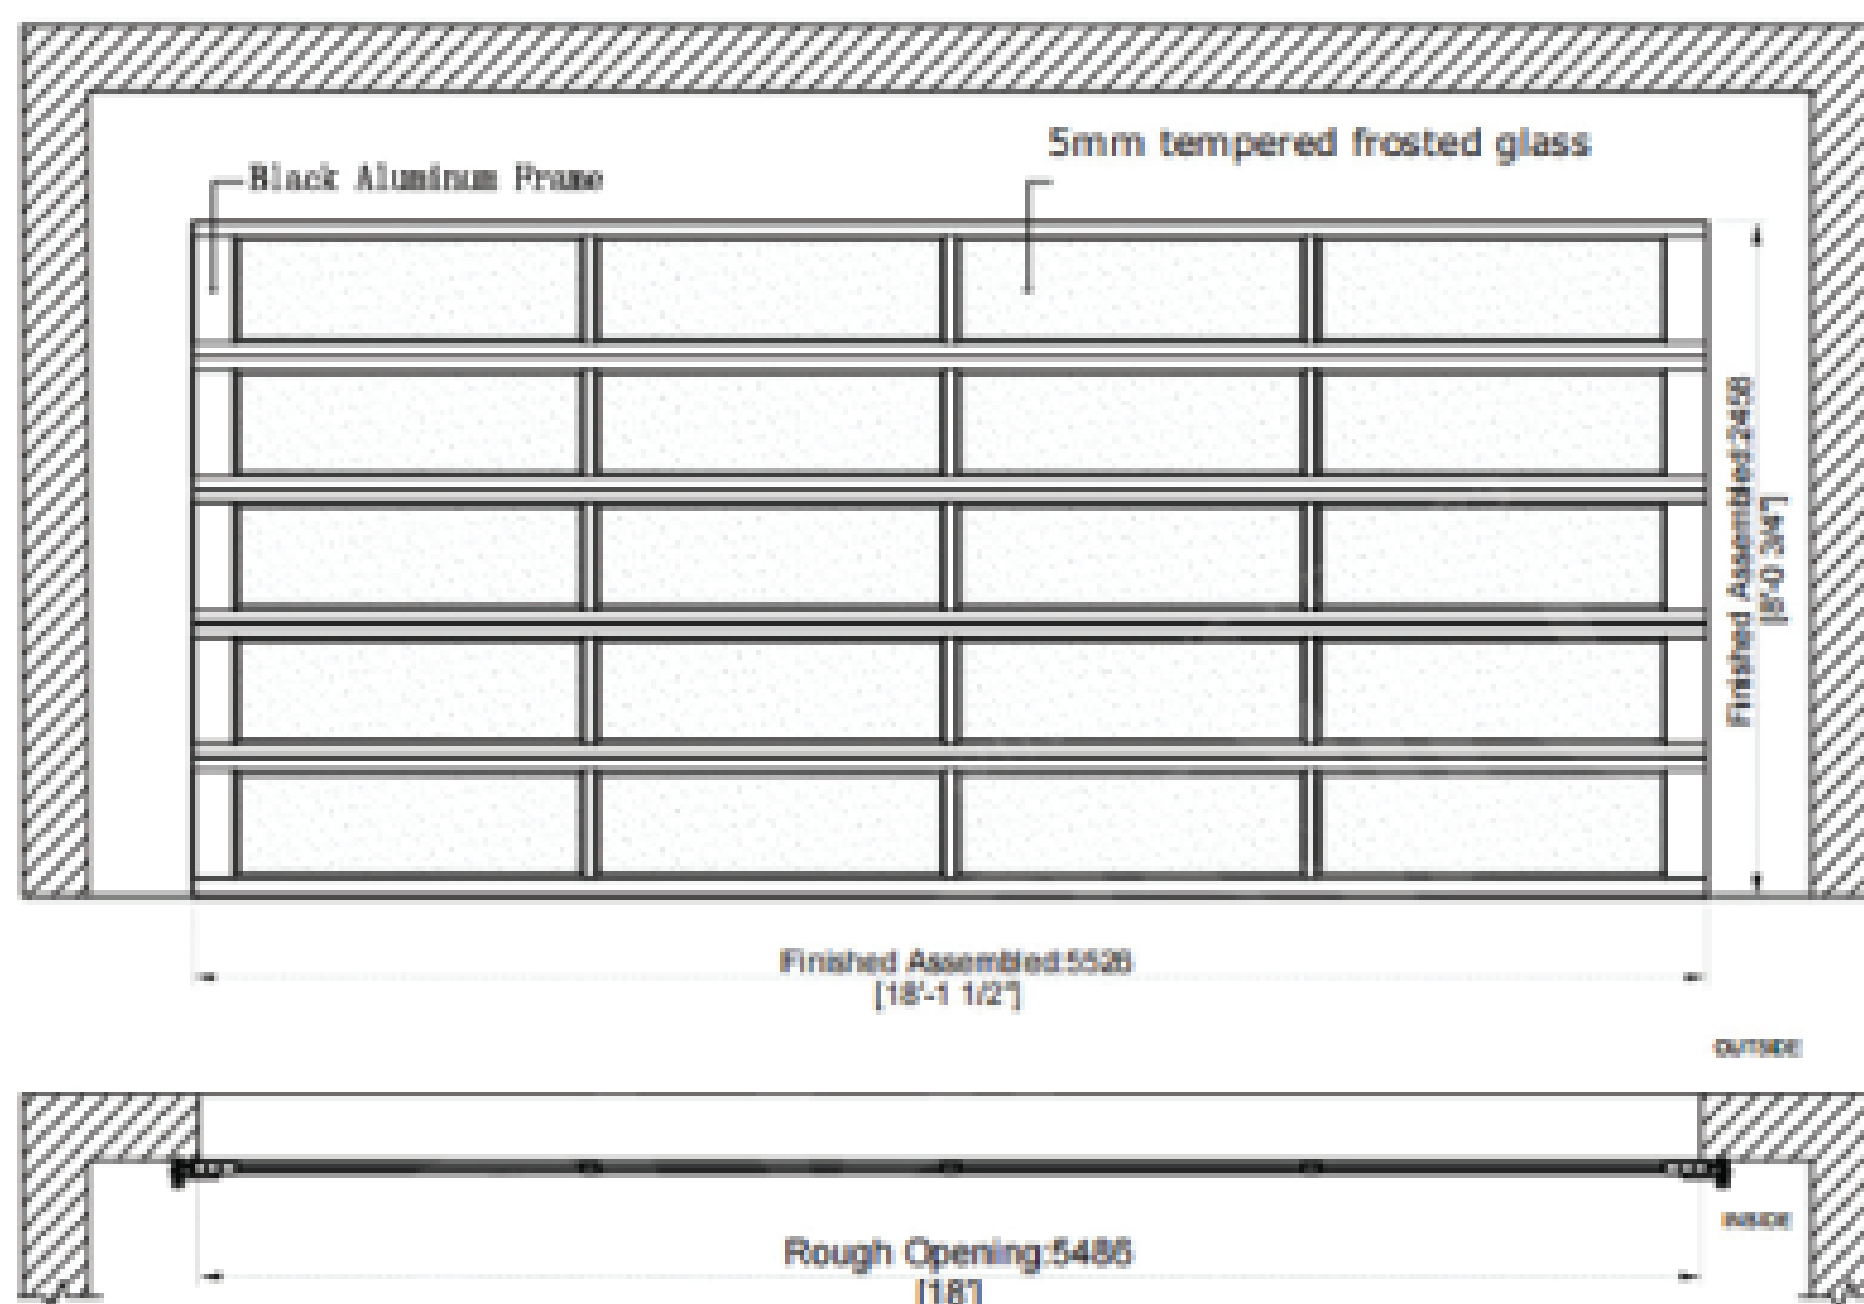 5mm tempered frosted glass
Black Aluminum Frame
Finished Assembled:2458
[8'-0 3/4"]
Finished Assembled:5526
[18'-1 1/2"]
OUTSIDE
INSIDE
Rough Opening:5486
[18']